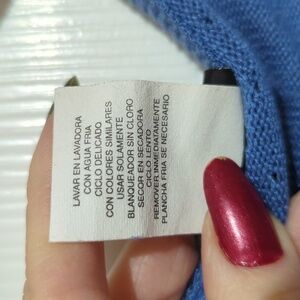 LAVAR EN LAVADORA
CON AGUA FRIA
CICLO DELICADO
CON COLORES SIMILARES
USAR SOLAMENTE
BLANQUEADOR SIN CLORO
SECOR EN SECADORA
CICLO LENTO
REMOVER INMEDIATAMENTE
PLANCHA FRIA SE NECESARIO